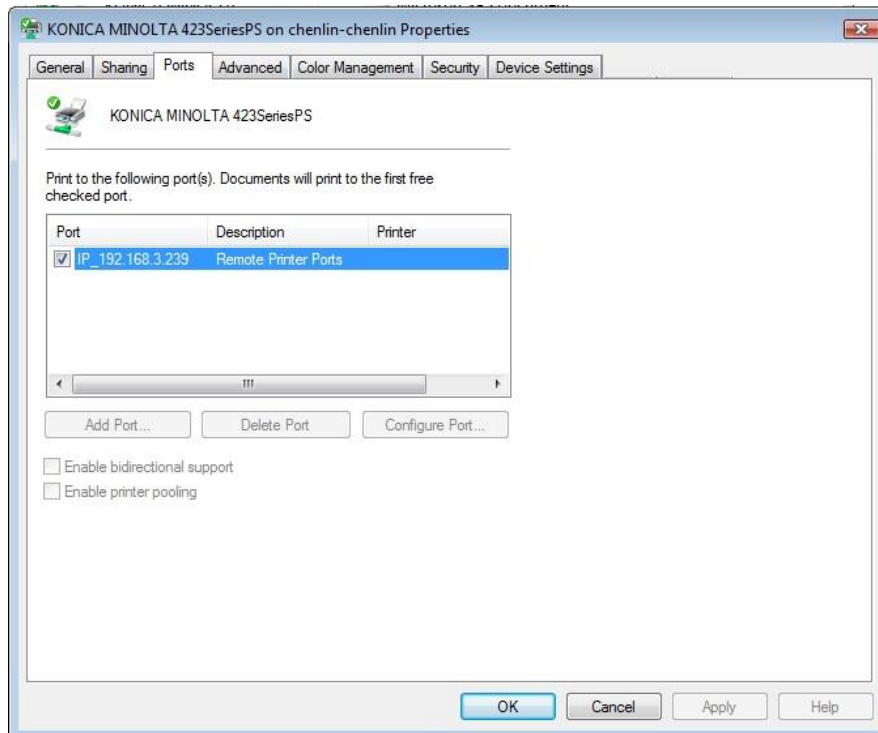 KONICA MINOLTA 423SeriesPS on chenlin-chenlin Properties
General Sharing Ports Advanced Color Management Security Device Settings
KONICA MINOLTA 423SeriesPS
Print to the following port(s). Documents will print to the first free
checked port.
Port Description Printer
IP_192.168.3.239 Remote Printer Ports
Add Port... Delete Port Configure Port...
Enable bidirectional support
Enable printer pooling
OK Cancel Apply Help